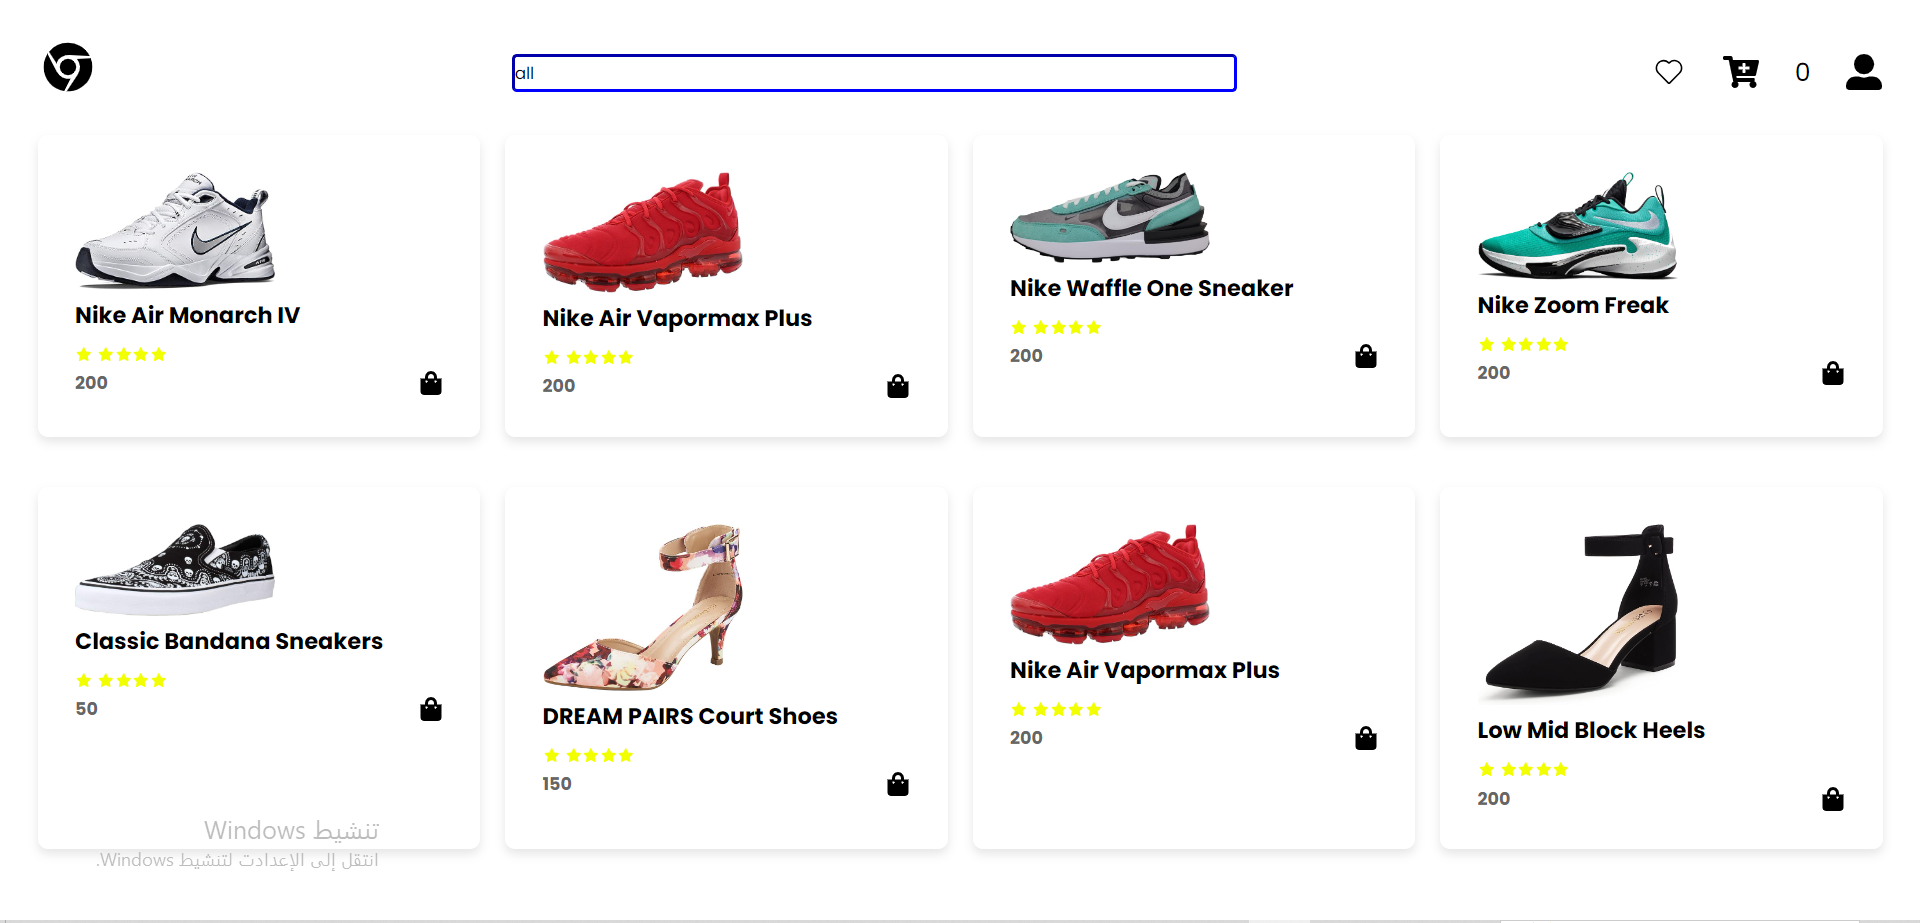 all
0
Nike Air Monarch IV
200
Nike Air Vapormax Plus
200
Nike Waffle One Sneaker
200
Nike Zoom Freak
200
Classic Bandana Sneakers
50
DREAM PAIRS Court Shoes
150
Nike Air Vapormax Plus
200
Low Mid Block Heels
200
تنشيط Windows
انتقل إلى الإعدادات لتنشيط Windows.